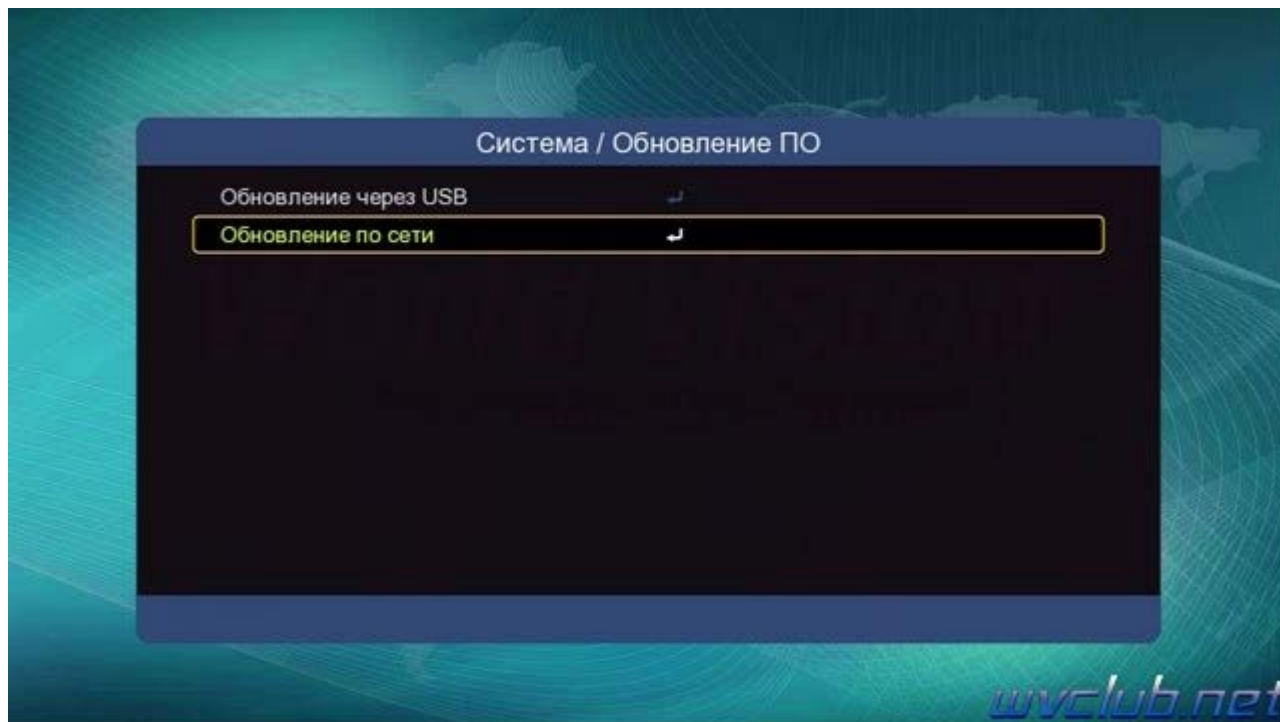 Система / Обновление ПО
Обновление через USB
Обновление по сети
wvclub.net